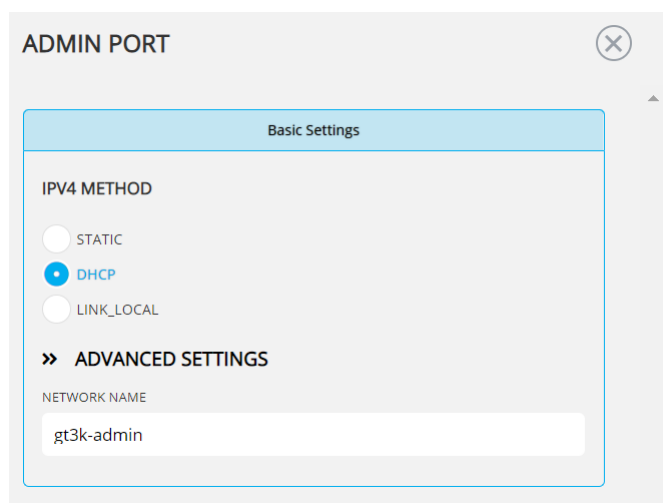 ADMIN PORT
Basic Settings
IPV4 METHOD
STATIC
DHCP
LINK_LOCAL
» ADVANCED SETTINGS
NETWORK NAME
gt3k-admin